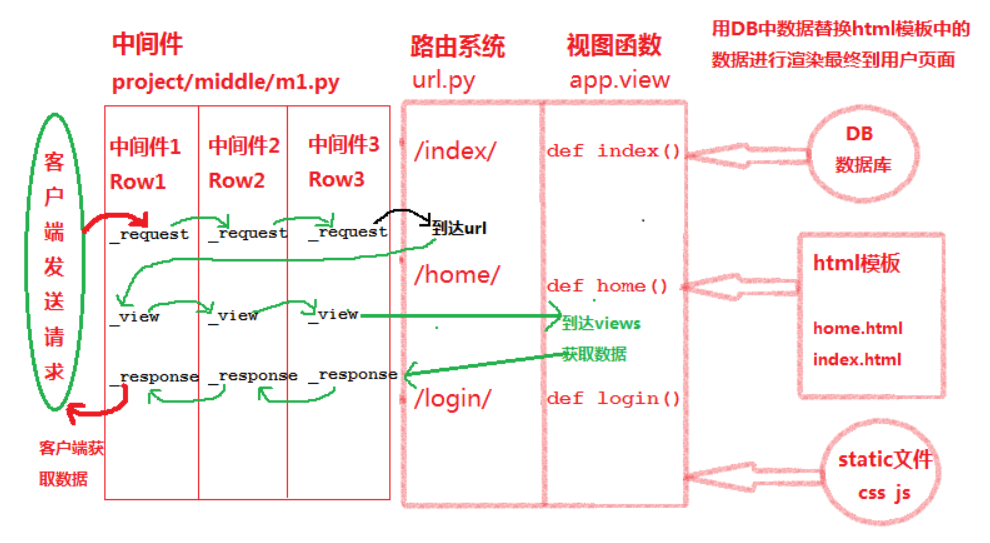 中间件
project/middle/m1.py
路由系统
url.py
视图函数
app.view
用DB中数据替换html模板中的
数据进行渲染最终到用户页面
客户端发送请求
中间件1
Row1
中间件2
Row2
中间件3
Row3
/index/
def index()
DB
数据库
_request
_request
_request
到达url
/home/
def home()
html模板
home.html
index.html
_view
_view
_view
到达views
获取数据
_response
_response
_response
/login/
def login()
客户端获
取数据
static文件
css js